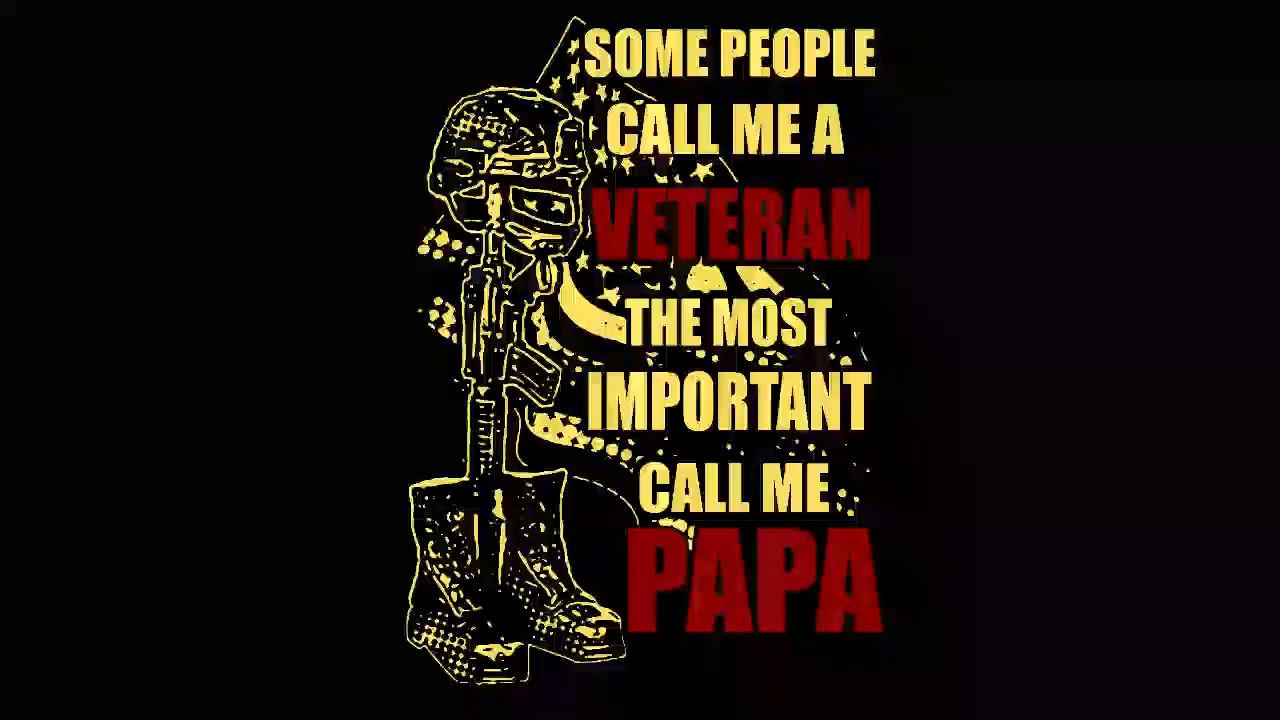 SOME PEOPLE
CALL ME A
VETERAN
THE MOST
IMPORTANT
CALL ME
PAPA